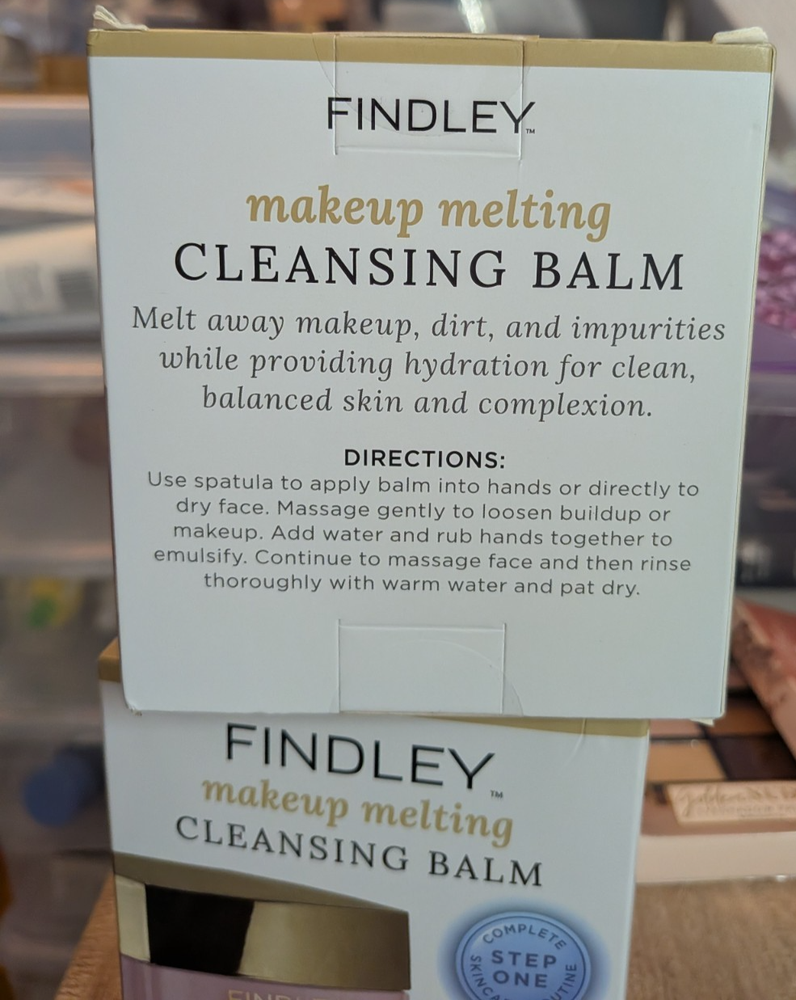 FINDLEY™
makeup melting
CLEANSING BALM
Melt away makeup, dirt, and impurities
while providing hydration for clean,
balanced skin and complexion.
DIRECTIONS:
Use spatula to apply balm into hands or directly to
dry face. Massage gently to loosen buildup or
makeup. Add water and rub hands together to
emulsify. Continue to massage face and then rinse
thoroughly with warm water and pat dry.
FINDLEY™
makeup melting
CLEANSING BALM
COMPLETE
STEP
ONE